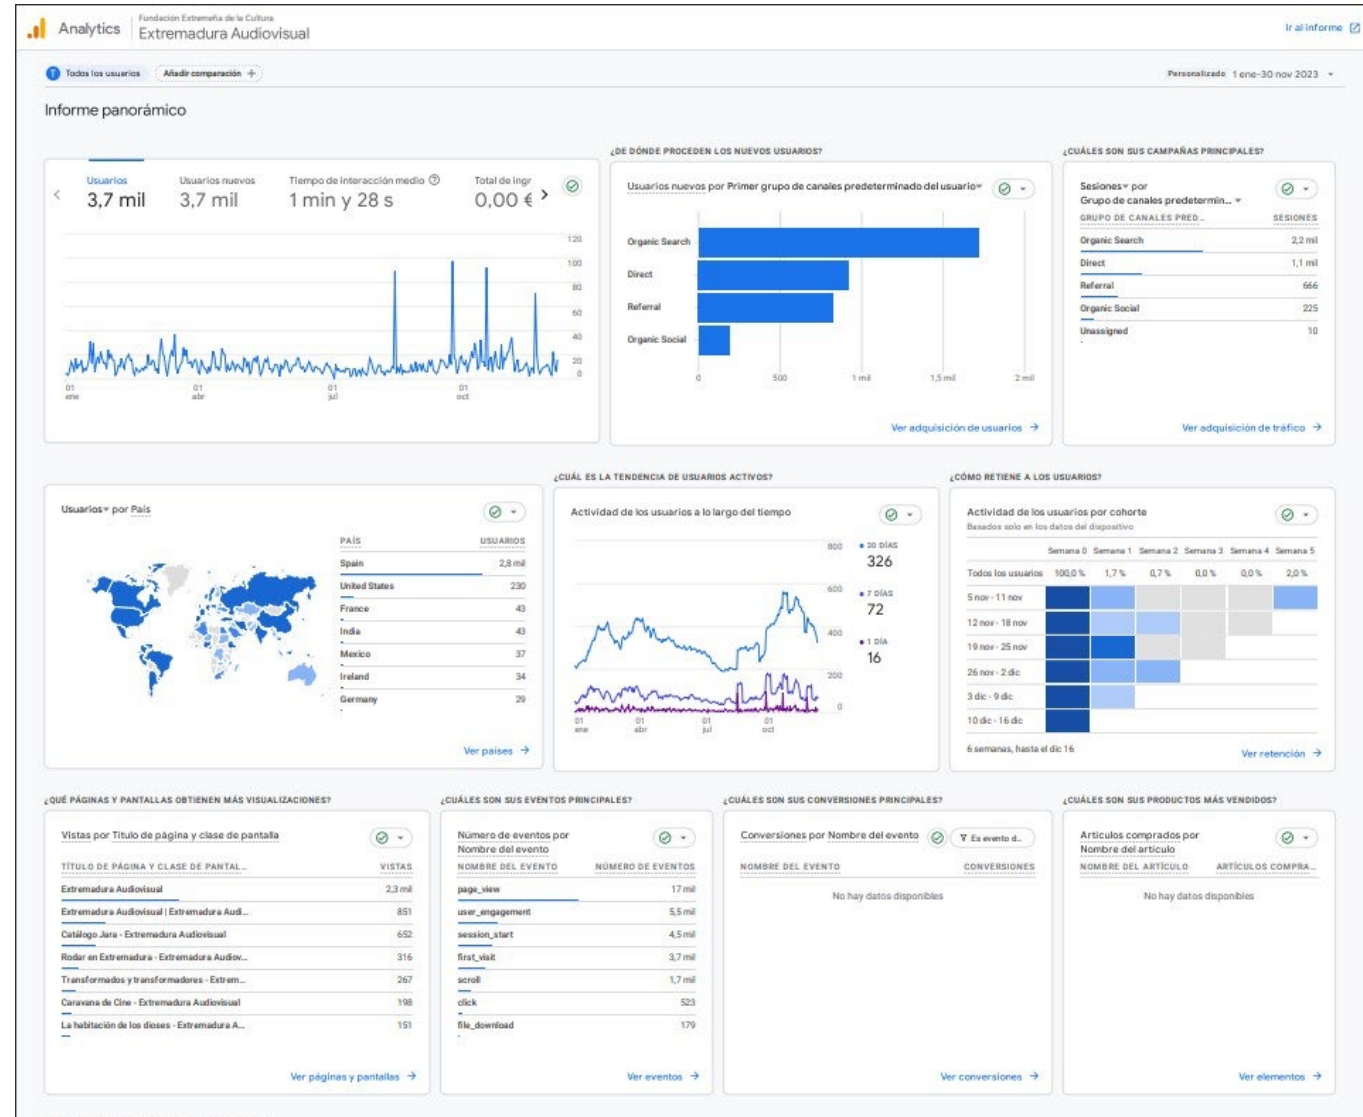 Analytics
Fundación Extremeña de la Cultura
Extremadura Audiovisual
Ir al informe
T Todos los usuarios
Añadir comparación +
Personalizado 1 ene-30 nov 2023
Informe panorámico
Usuarios
3,7 mil
Usuarios nuevos
3,7 mil
Tiempo de interacción medio
1 min y 28 s
Total de ingr
0,00 €
120
100
80
60
40
20
0
01 ene
01 abr
01 jul
01 oct
¿DE DÓNDE PROCEDEN LOS NUEVOS USUARIOS?
Usuarios nuevos por Primer grupo de canales predeterminado del usuario
Organic Search
Direct
Referral
Organic Social
0 500 1 mil 1,5 mil 2 mil
Ver adquisición de usuarios →
¿CUÁLES SON SUS CAMPAÑAS PRINCIPALES?
Sesiones por
Grupo de canales predetermin...
GRUPO DE CANALES PRED... SESIONES
Organic Search 2,2 mil
Direct 1,1 mil
Referral 666
Organic Social 225
Unassigned 10
Ver adquisición de tráfico →
Usuarios por País
PAÍS USUARIOS
Spain 2,8 mil
United States 230
France 43
India 43
Mexico 37
Ireland 34
Germany 29
Ver países →
¿CUÁL ES LA TENDENCIA DE USUARIOS ACTIVOS?
Actividad de los usuarios a lo largo del tiempo
800
600
400
200
0
01 ene
01 abr
01 jul
01 oct
30 DÍAS
326
7 DÍAS
72
1 DÍA
16
¿CÓMO RETIENE A LOS USUARIOS?
Actividad de los usuarios por cohorte
Basados solo en los datos del dispositivo
Semana 0 Semana 1 Semana 2 Semana 3 Semana 4 Semana 5
Todos los usuarios 100,0 % 1,7 % 0,7 % 0,0 % 0,0 % 2,0 %
5 nov - 11 nov
12 nov - 18 nov
19 nov - 25 nov
26 nov - 2 dic
3 dic - 9 dic
10 dic - 16 dic
6 semanas, hasta el dic 16
Ver retención →
¿QUÉ PÁGINAS Y PANTALLAS OBTIENEN MÁS VISUALIZACIONES?
Vistas por Título de página y clase de pantalla
TÍTULO DE PÁGINA Y CLASE DE PANTAL... VISTAS
Extremadura Audiovisual 2,3 mil
Extremadura Audiovisual | Extremadura Audi... 851
Catálogo Jara - Extremadura Audiovisual 652
Rodar en Extremadura - Extremadura Audiov... 316
Transformados y transformadores - Extrem... 267
Caravana de Cine - Extremadura Audiovisual 198
La habitación de los dioses - Extremadura A... 151
Ver páginas y pantallas →
¿CUÁLES SON SUS EVENTOS PRINCIPALES?
Número de eventos por
Nombre del evento
NOMBRE DEL EVENTO NÚMERO DE EVENTOS
page_view 17 mil
user_engagement 5,5 mil
session_start 4,5 mil
first_visit 3,7 mil
scroll 1,7 mil
click 523
file_download 179
Ver eventos →
¿CUÁLES SON SUS CONVERSIONES PRINCIPALES?
Conversiones por Nombre del evento
Es evento d...
NOMBRE DEL EVENTO CONVERSIONES
No hay datos disponibles
Ver conversiones →
¿CUÁLES SON SUS PRODUCTOS MÁS VENDIDOS?
Artículos comprados por
Nombre del artículo
NOMBRE DEL ARTÍCULO ARTÍCULOS COMPRA...
No hay datos disponibles
Ver elementos →